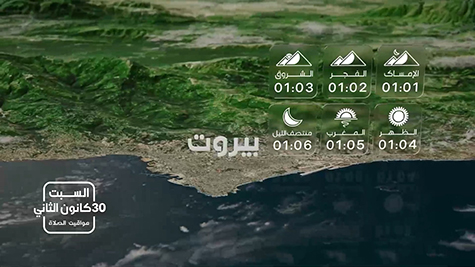 الإمساك
01:01
الفجر
01:02
الشروق
01:03
الظهر
01:04
المغرب
01:05
منتصف الليل
01:06
بيروت
السبت
30 كانون الثاني
مواقيت الصلاة